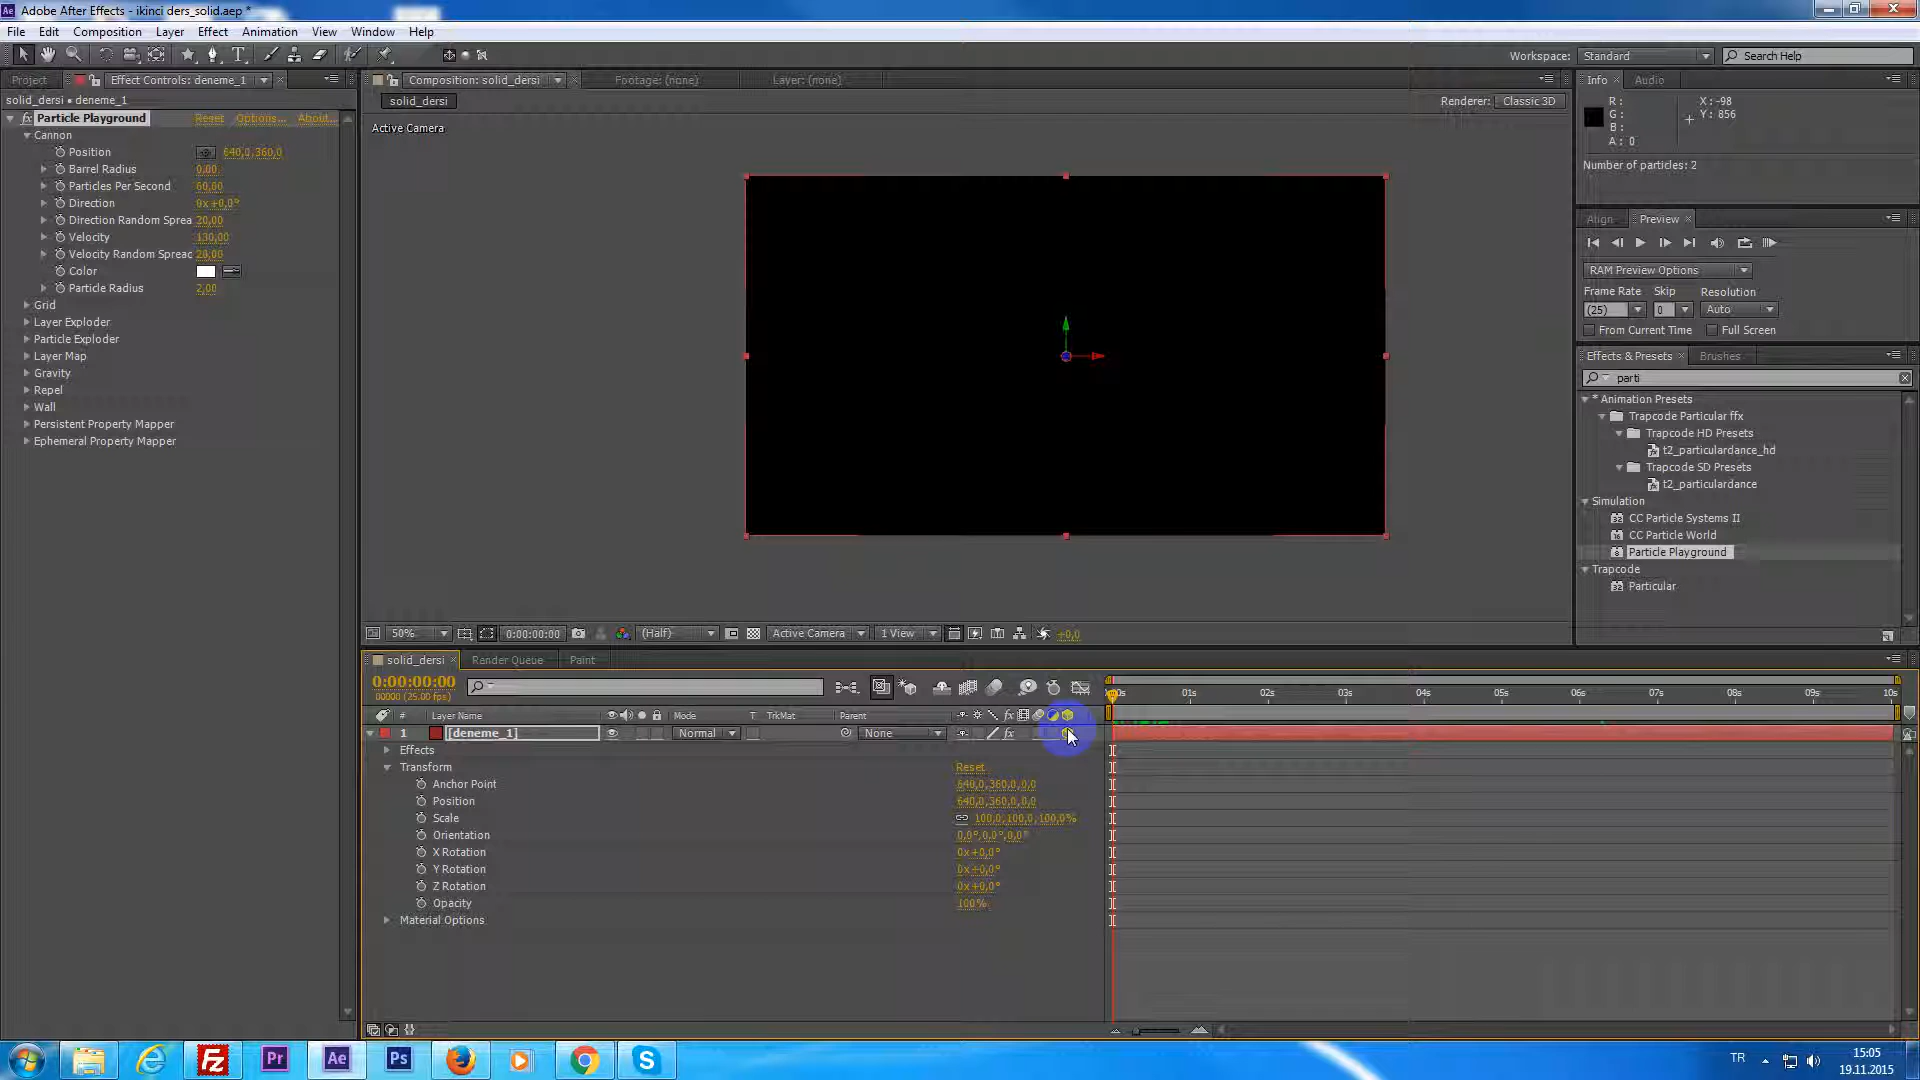 Adobe After Effects - ikinci ders_solid.aep *
File Edit Composition Layer Effect Animation View Window Help
Workspace: Standard Search Help
Project Effect Controls: deneme_1 Composition: solid_dersi Footage: (none) Layer: (none) Info Audio
solid_dersi • deneme_1 solid_dersi Renderer: Classic 3D
Particle Playground Reset Options... About...
Active Camera
R: G: B: A: 0
X: -98
Y: 856
Number of particles: 2
Cannon
Position 640,0,360,0
Barrel Radius 0,00
Particles Per Second 60,00
Direction 0x+0,0°
Direction Random Sprea 20,00
Velocity 130,00
Velocity Random Spread 20,00
Color
Particle Radius 2,00
Grid
Layer Exploder
Particle Exploder
Layer Map
Gravity
Repel
Wall
Persistent Property Mapper
Ephemeral Property Mapper
Align Preview
RAM Preview Options
Frame Rate Skip Resolution
(25) 0 Auto
From Current Time Full Screen
Effects & Presets Brushes
parti
* Animation Presets
Trapcode Particular ffx
Trapcode HD Presets
t2_particulardance_hd
Trapcode SD Presets
t2_particulardance
Simulation
CC Particle Systems II
CC Particle World
Particle Playground
Trapcode
Particular
50% 0:00:00:00 (Half) Active Camera 1 View +0,0
solid_dersi Render Queue Paint
0:00:00:00
00000 (25.00 fps)
00s 01s 02s 03s 04s 05s 06s 07s 08s 09s 10s
# Layer Name Mode T TrkMat Parent
1 [deneme_1] Normal None
Effects
Transform Reset
Anchor Point 640,0,360,0,0,0
Position 640,0,360,0,0,0
Scale 100,0,100,0,100,0%
Orientation 0,0°,0,0°,0,0°
X Rotation 0x+0,0°
Y Rotation 0x+0,0°
Z Rotation 0x+0,0°
Opacity 100%
Material Options
Fz Pr Ae Ps S
TR 15:05
19.11.2015